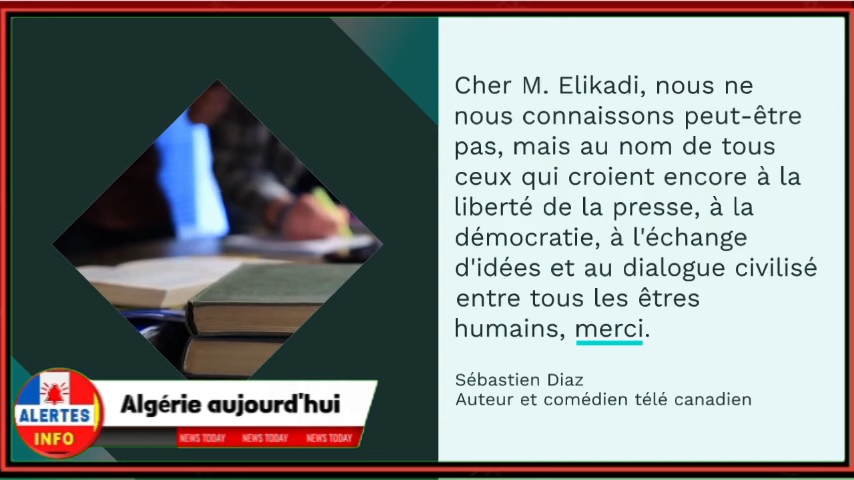 Cher M. Elikadi, nous ne
nous connaissons peut-être
pas, mais au nom de tous
ceux qui croient encore à la
liberté de la presse, à la
démocratie, à l'échange
d'idées et au dialogue civilisé
entre tous les êtres
humains, merci.
Sébastien Diaz
Auteur et comédien télé canadien
ALERTES
INFO
Algérie aujourd'hui
NEWS TODAY NEWS TODAY NEWS TODAY